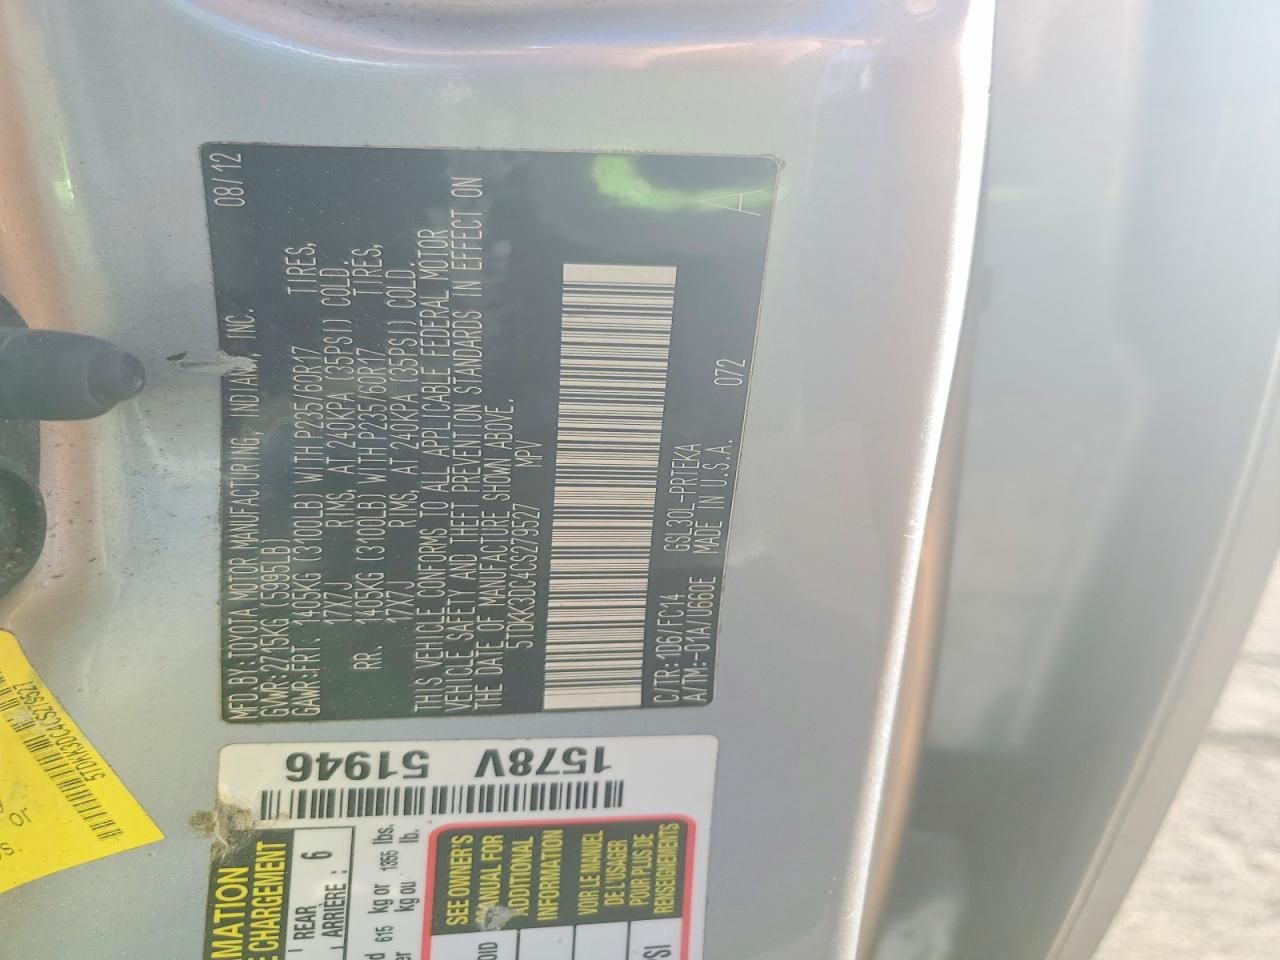 MFD.BY:TOYOTA MOTOR MANUFACTURING, INDIANA, INC. 08/12
GVWR:2715KG (5985LB)
GAWR:FRT. 1405KG (3100LB) WITH P235/60R17 TIRES,
17X7J RIMS, AT 240KPA (35PSI) COLD.
RR. 1405KG (3100LB) WITH P235/60R17 TIRES,
17X7J RIMS, AT 240KPA (35PSI) COLD.
THIS VEHICLE CONFORMS TO ALL APPLICABLE FEDERAL MOTOR
VEHICLE SAFETY AND THEFT PREVENTION STANDARDS IN EFFECT ON
THE DATE OF MANUFACTURE SHOWN ABOVE.
5TDKK3DC4CS279527 MPV
C/TR:1D6/FC14 GSL30L-PRTEKA 072
A/TM:-01A/U660E MADE IN U.S.A.
A
1578V 51946
5TDKK3DC4CS279527
or
REAR
ARRIÈRE : 6
615 kg or 1355 lbs.
kg ou lb.
SEE OWNER'S
MANUAL FOR
ADDITIONAL
INFORMATION
VOIR LE MANUEL
DE L'USAGER
POUR PLUS DE
RENSEIGNEMENTS